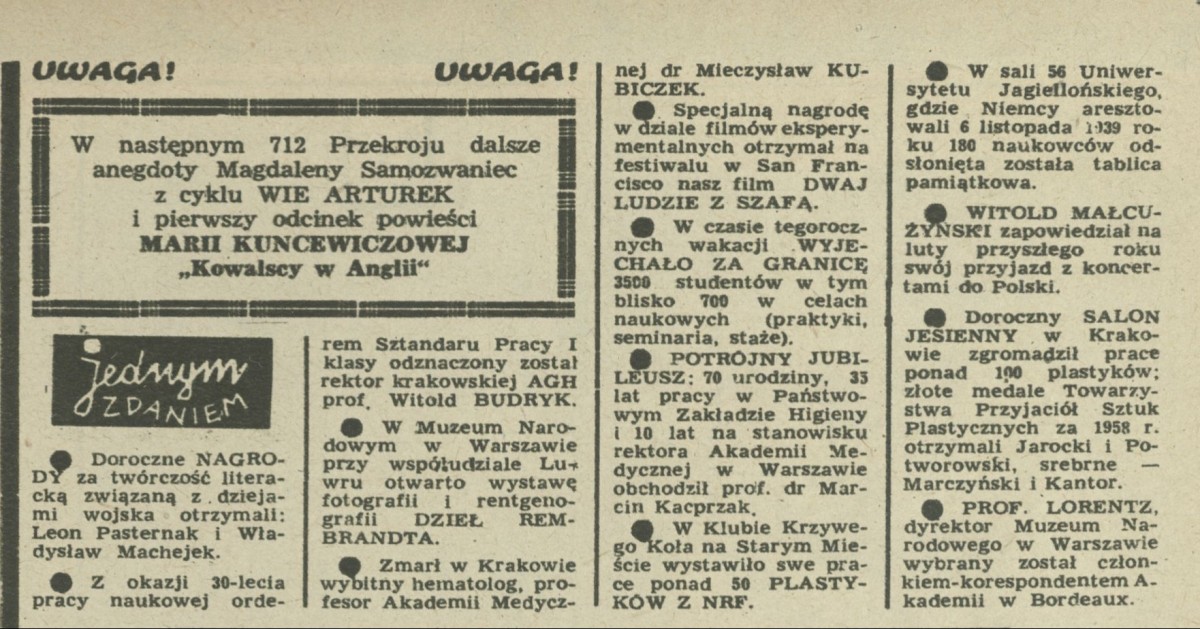 UWAGA! UWAGA!
W następnym 712 Przekroju dalsze
anegdoty Magdaleny Samozwaniec
z cyklu WIE ARTUREK
i pierwszy odcinek powieści
MARII KUNCEWICZOWEJ
„Kowalscy w Anglii“
jednym
ZDANIEM
● Doroczne NAGRO-
DY za twórczość litera-
cką związaną z dzieja-
mi wojska otrzymali:
Leon Pasternak i Wła-
dysław Machejek.
● Z okazji 30-lecia
pracy naukowej orde-
rem Sztandaru Pracy I
klasy odznaczony został
rektor krakowskiej AGH
prof. Witold BUDRYK.
● W Muzeum Naro-
dowym w Warszawie
przy współudziale Lu-
wru otwarto wystawę
fotografii i rentgeno-
grafii DZIEŁ REM-
BRANDTA.
● Zmarł w Krakowie
wybitny hematolog, pro-
fesor Akademii Medycz-
nej dr Mieczysław KU-
BICZEK.
● Specjalną nagrodę
w dziale filmów ekspery-
mentalnych otrzymał na
festiwalu w San Fran-
cisco nasz film DWAJ
LUDZIE Z SZAFĄ.
● W czasie tegorocz-
nych wakacji WYJE-
CHAŁO ZA GRANICĘ
3500 studentów w tym
blisko 700 w celach
naukowych (praktyki,
seminaria, staże).
● POTRÓJNY JUBI-
LEUSZ: 70 urodziny, 35
lat pracy w Państwo-
wym Zakładzie Higieny
i 10 lat na stanowisku
rektora Akademii Me-
dycznej w Warszawie
obchodził prof. dr Mar-
cin Kacprzak.
● W Klubie Krzywe-
go Koła na Starym Mie-
ście wystawiło swe pra-
ce ponad 50 PLASTY-
KÓW Z NRF.
● W sali 56 Uniwer-
sytetu Jagiellońskiego,
gdzie Niemcy areszto-
wali 6 listopada 1939 ro-
ku 180 naukowców od-
słonięta została tablica
pamiątkowa.
● WITOLD MAŁCU-
ŻYŃSKI zapowiedział na
luty przyszłego roku
swój przyjazd z koncer-
tami do Polski.
● Doroczny SALON
JESIENNY w Krako-
wie zgromadził prace
ponad 100 plastyków;
złote medale Towarzy-
stwa Przyjaciół Sztuk
Plastycznych za 1958 r.
otrzymali Jarocki i Po-
tworowski, srebrne —
Marczyński i Kantor.
● PROF. LORENTZ,
dyrektor Muzeum Na-
rodowego w Warszawie
wybrany został człon-
kiem-korespondentem A-
kademii w Bordeaux.